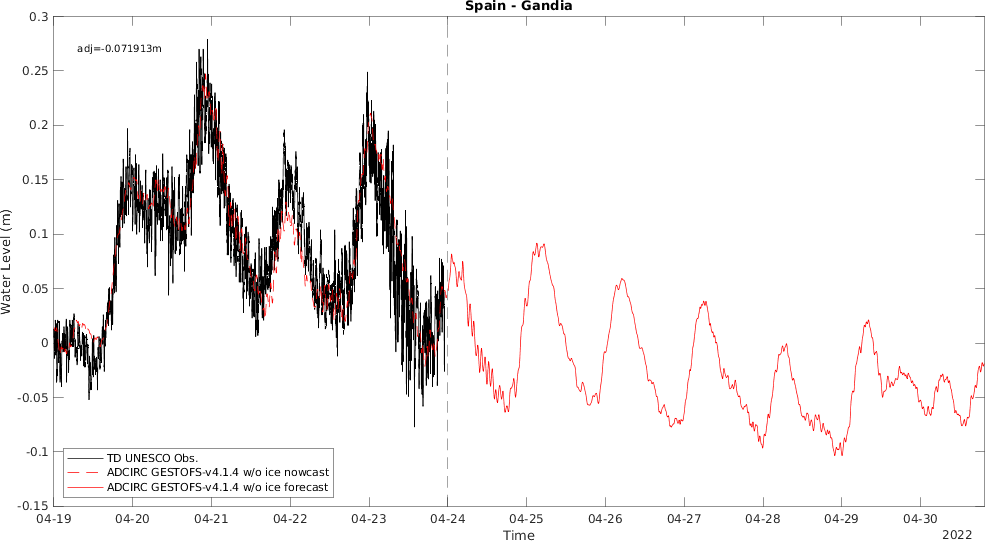 Spain - Gandia
adj=-0.071913m
0.3
0.25
0.2
0.15
0.1
0.05
0
-0.05
-0.1
-0.15
Water Level (m)
TD UNESCO Obs.
ADCIRC GESTOFS-v4.1.4 w/o ice nowcast
ADCIRC GESTOFS-v4.1.4 w/o ice forecast
04-19 04-20 04-21 04-22 04-23 04-24 04-25 04-26 04-27 04-28 04-29 04-30
Time
2022